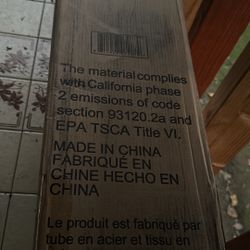 The material complies
with California phase
2 emissions of code
section 93120.2a and
EPA TSCA Title VI.
MADE IN CHINA
FABRIQUÉ EN
CHINE HECHO EN
CHINA
Le produit est fabriqué par
tube en acier et tissu en